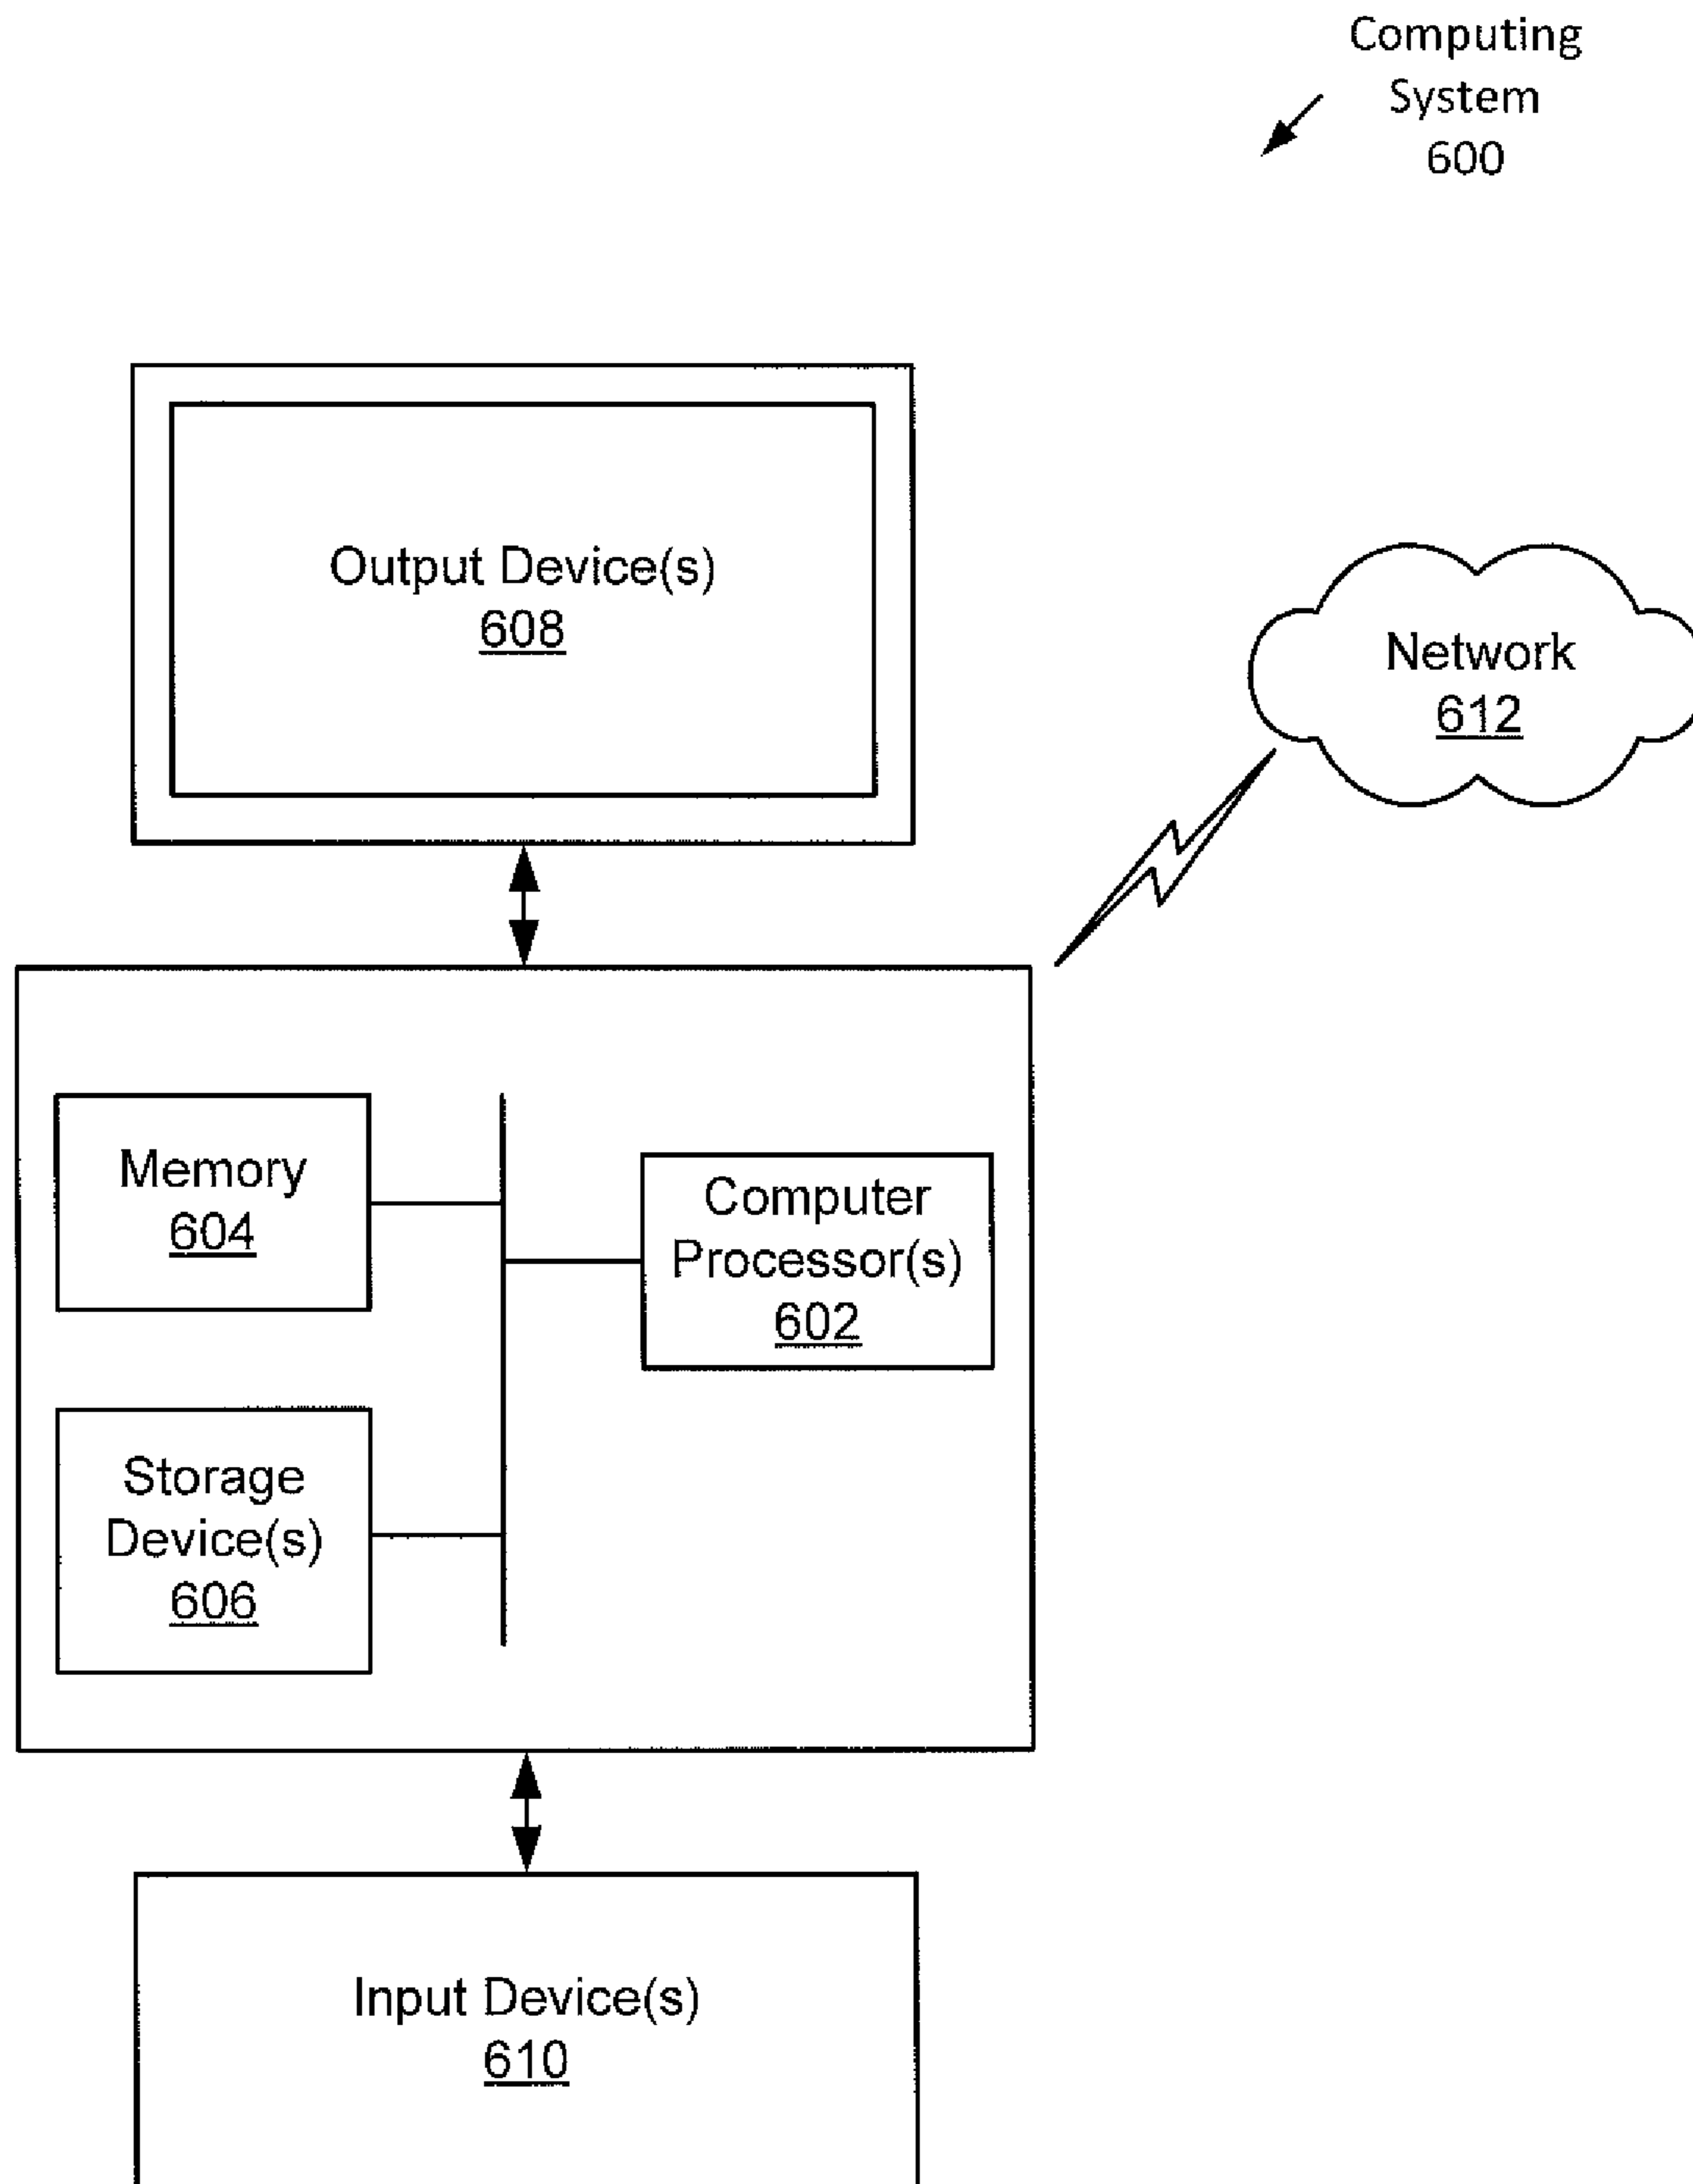 Computing
System
600
Output Device(s)
608
Network
612
Memory
604
Computer
Processor(s)
602
Storage
Device(s)
606
Input Device(s)
610